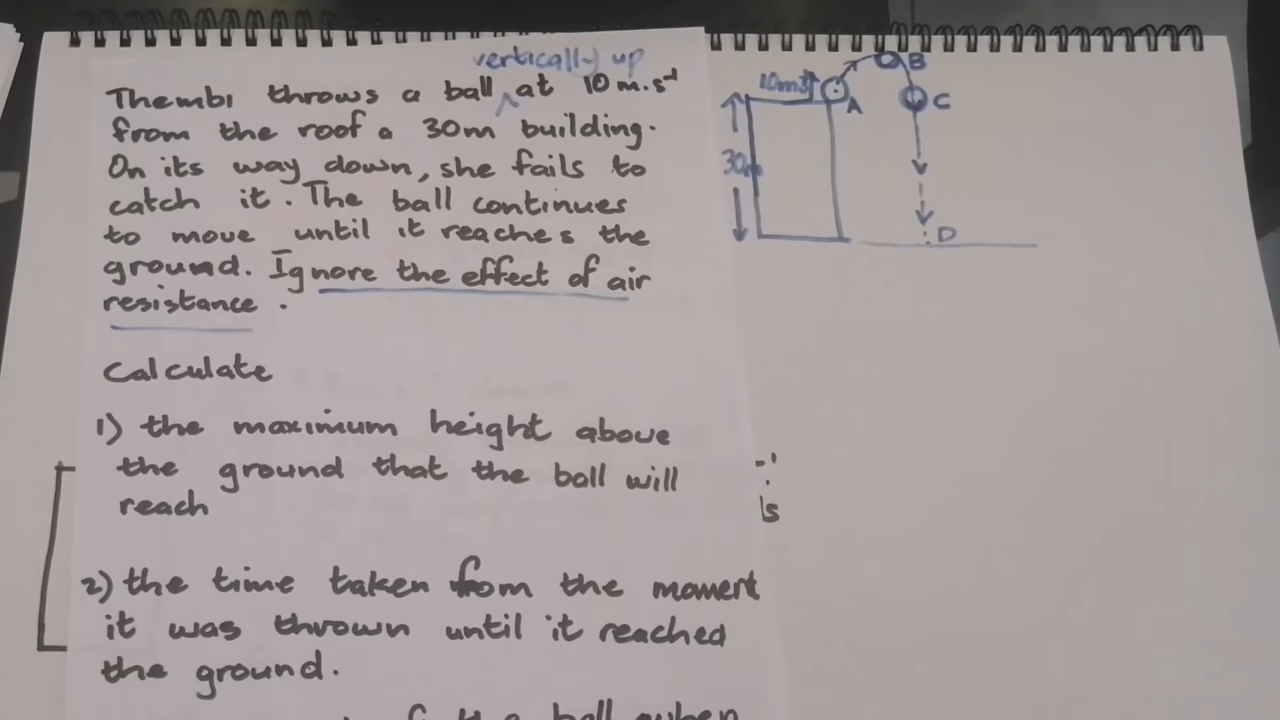 vertically up
Thembi throws a ball ^ at 10 m.s⁻¹
from the roof a 30m building.
On its way down, she fails to
catch it. The ball continues
to move until it reaches the
ground. Ignore the effect of air
resistance.
Calculate
1) the maximum height above
the ground that the ball will
reach
2) the time taken from the moment
it was thrown until it reached
the ground.
the ball when
B
A
C
30m
D